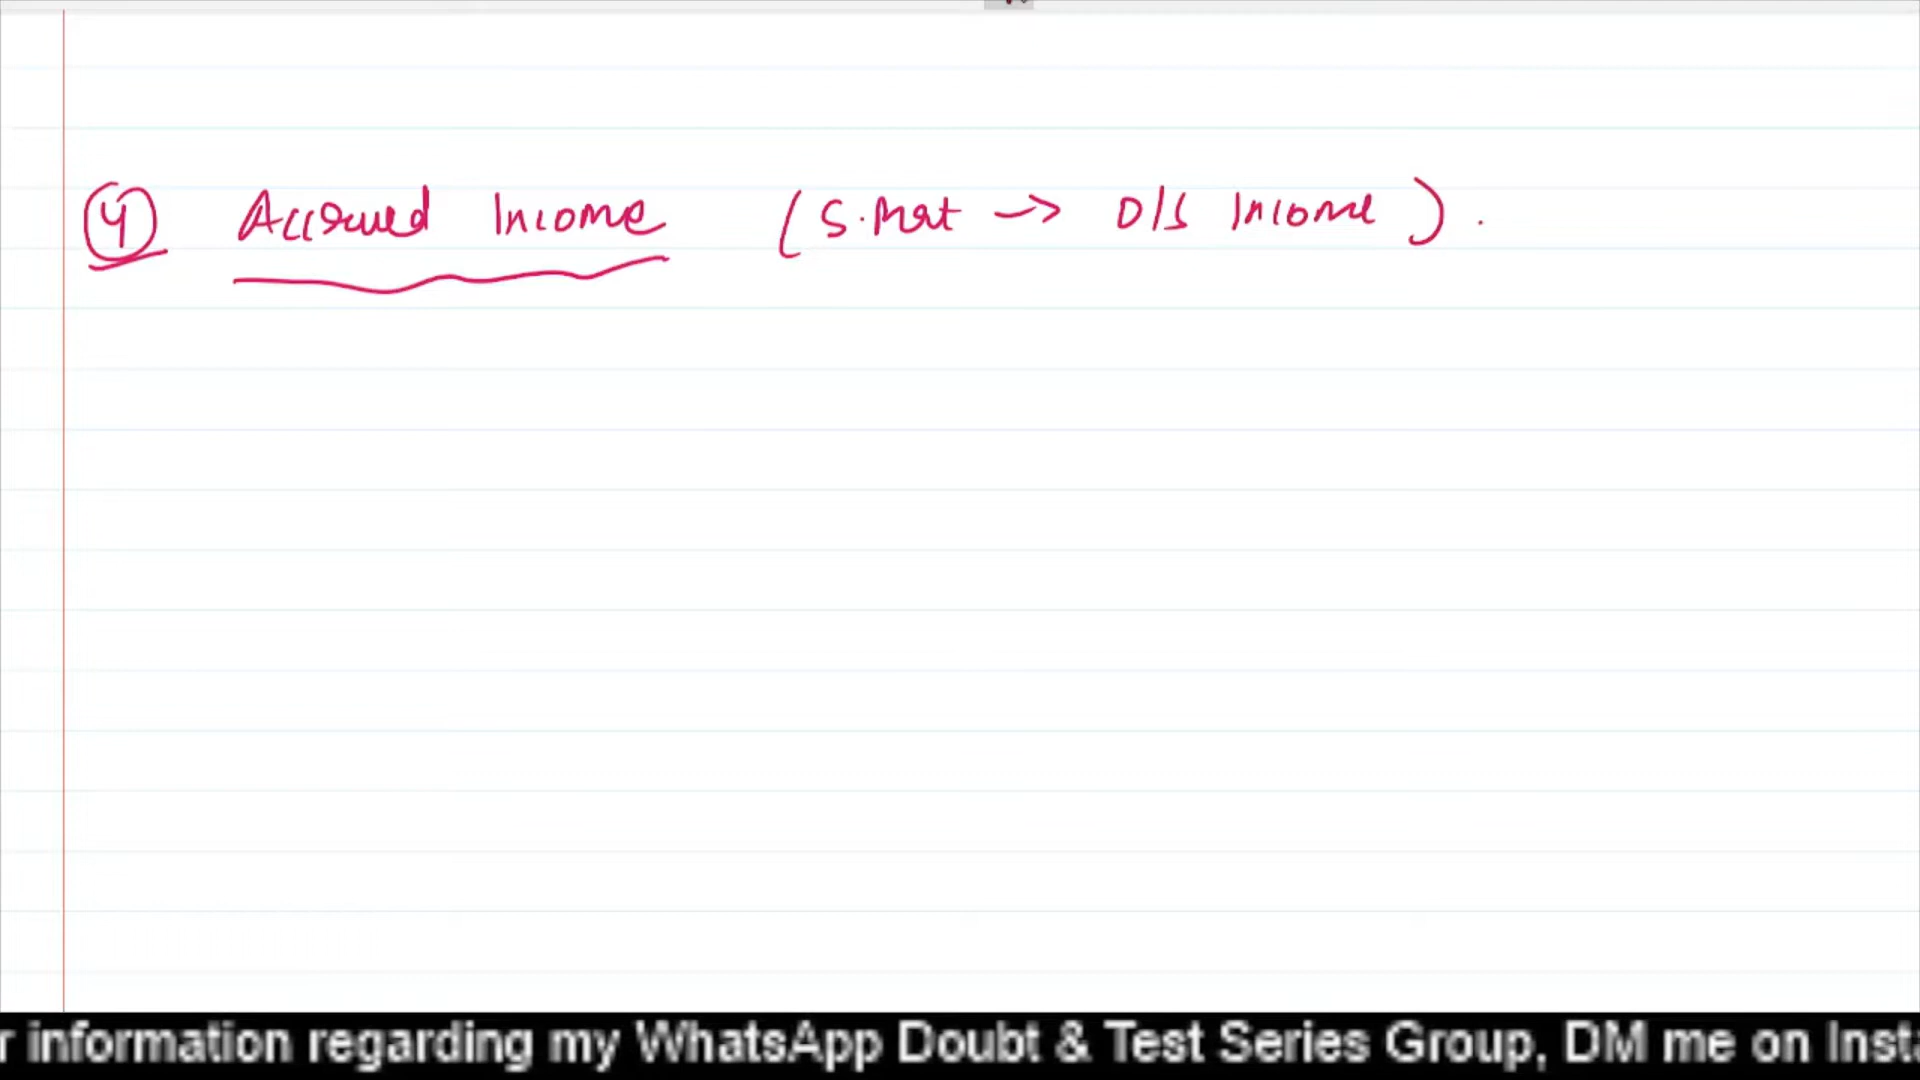 4 Accrued Income (S.Mat → O/S Income).
r information regarding my WhatsApp Doubt & Test Series Group, DM me on Insta